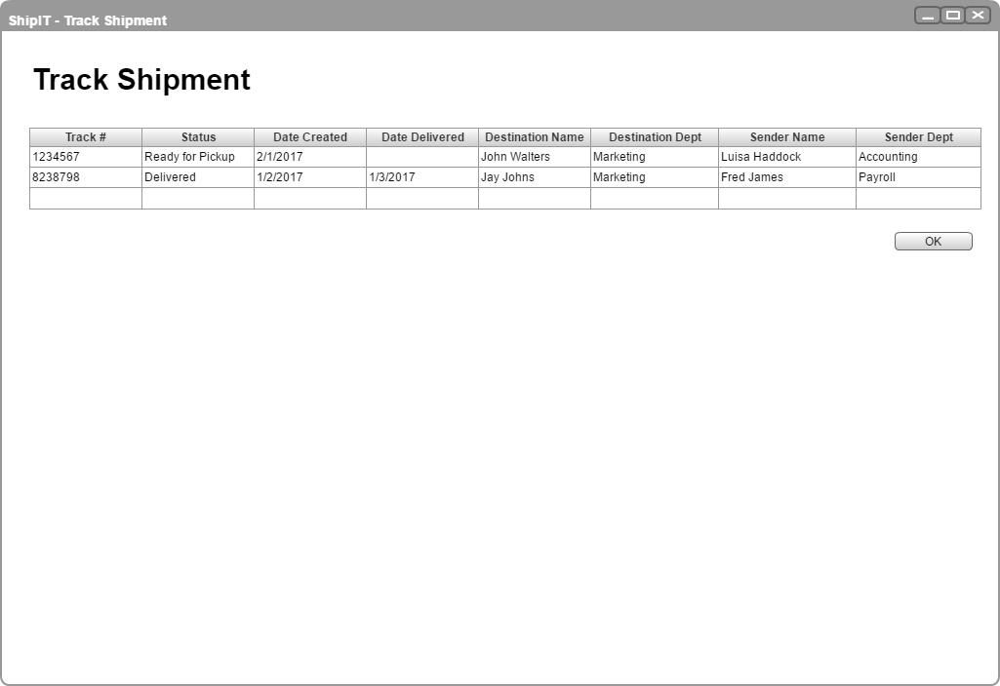 ShipIT - Track Shipment
Track Shipment
Track # Status Date Created Date Delivered Destination Name Destination Dept Sender Name Sender Dept
1234567 Ready for Pickup 2/1/2017 John Walters Marketing Luisa Haddock Accounting
8238798 Delivered 1/2/2017 1/3/2017 Jay Johns Marketing Fred James Payroll
OK